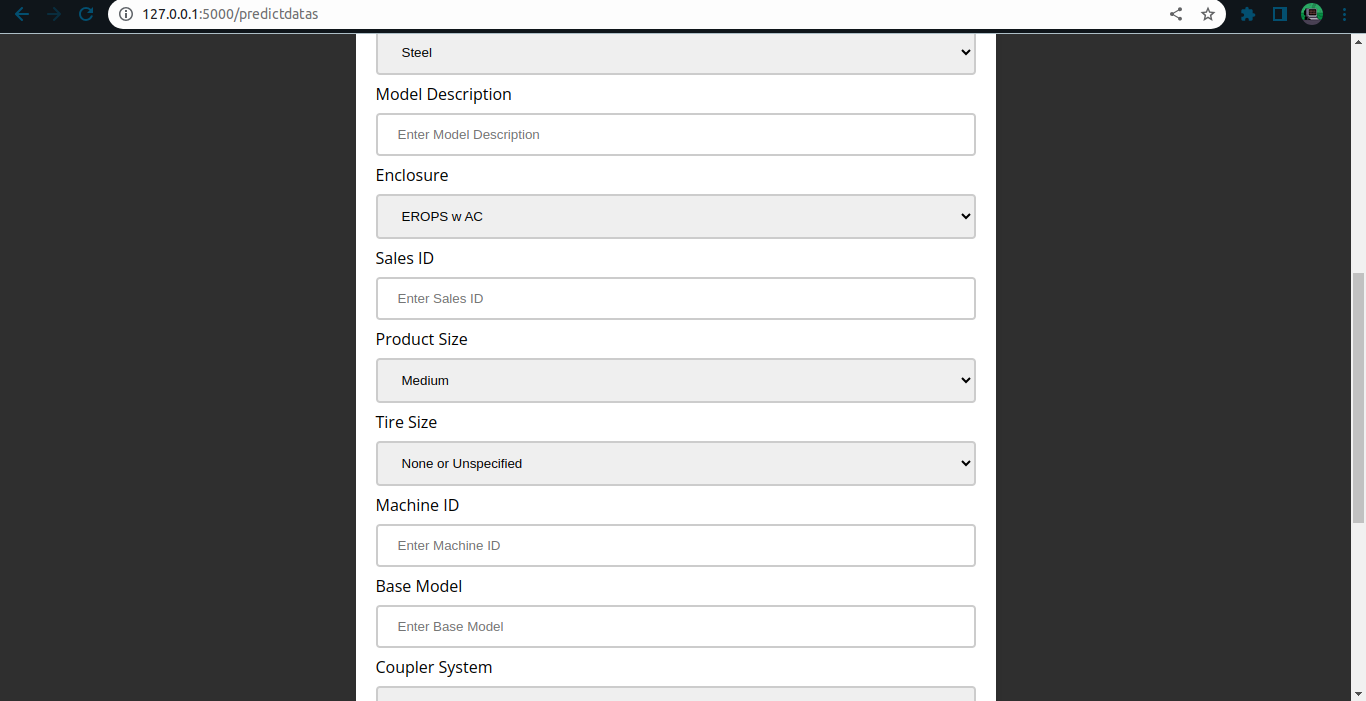 127.0.0.1:5000/predictdatas
Steel
Model Description
Enter Model Description
Enclosure
EROPS w AC
Sales ID
Enter Sales ID
Product Size
Medium
Tire Size
None or Unspecified
Machine ID
Enter Machine ID
Base Model
Enter Base Model
Coupler System